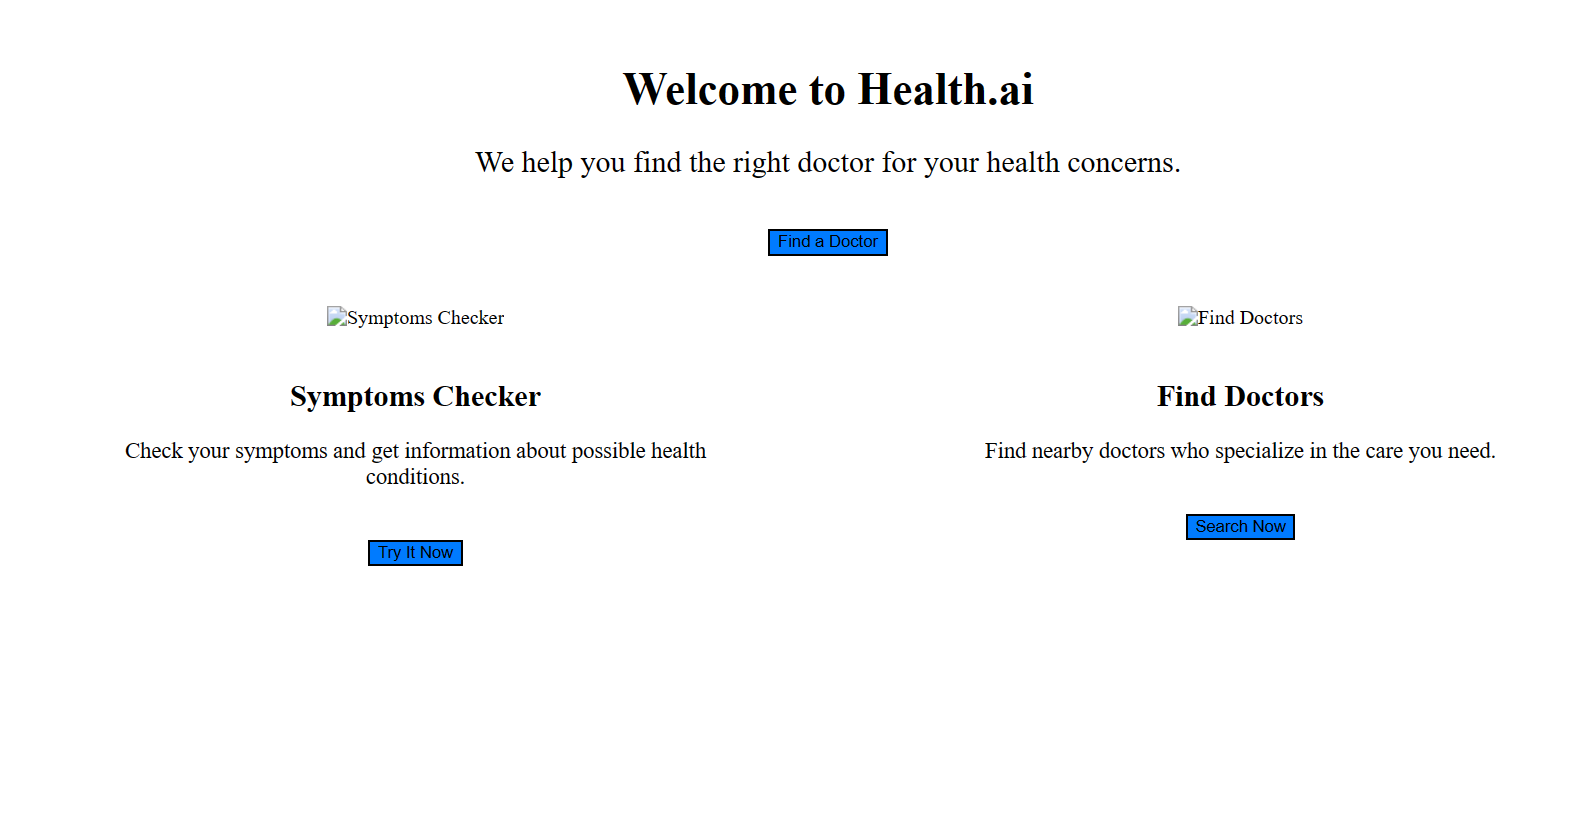 Welcome to Health.ai
We help you find the right doctor for your health concerns.
Find a Doctor
Symptoms Checker
Symptoms Checker
Check your symptoms and get information about possible health
conditions.
Try It Now
Find Doctors
Find Doctors
Find nearby doctors who specialize in the care you need.
Search Now